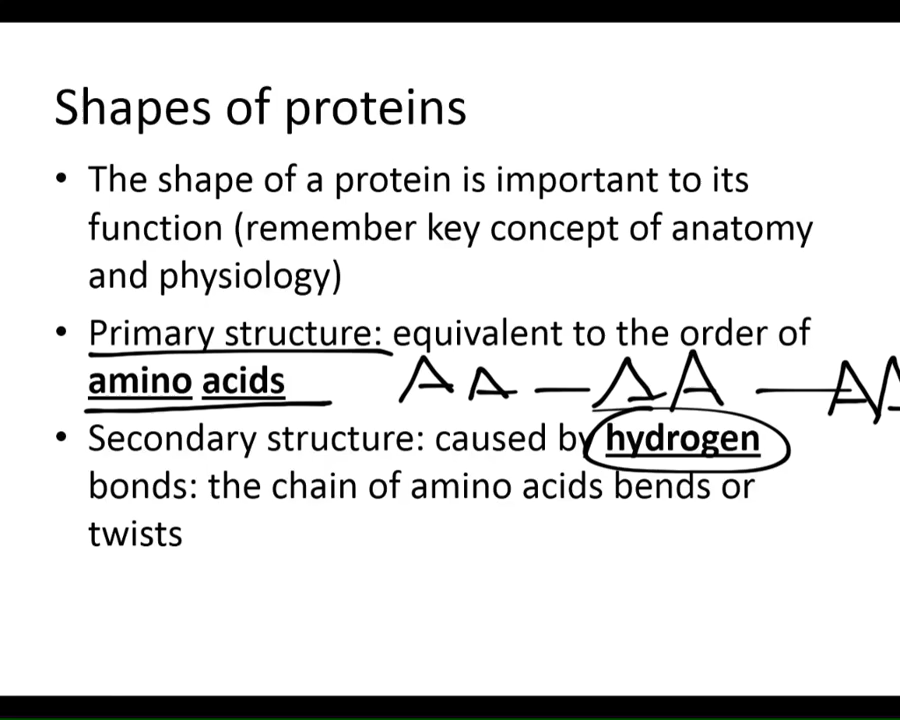 Shapes of proteins
• The shape of a protein is important to its
function (remember key concept of anatomy
and physiology)
• Primary structure: equivalent to the order of
amino acids AA — AA — AA
• Secondary structure: caused by hydrogen
bonds: the chain of amino acids bends or
twists